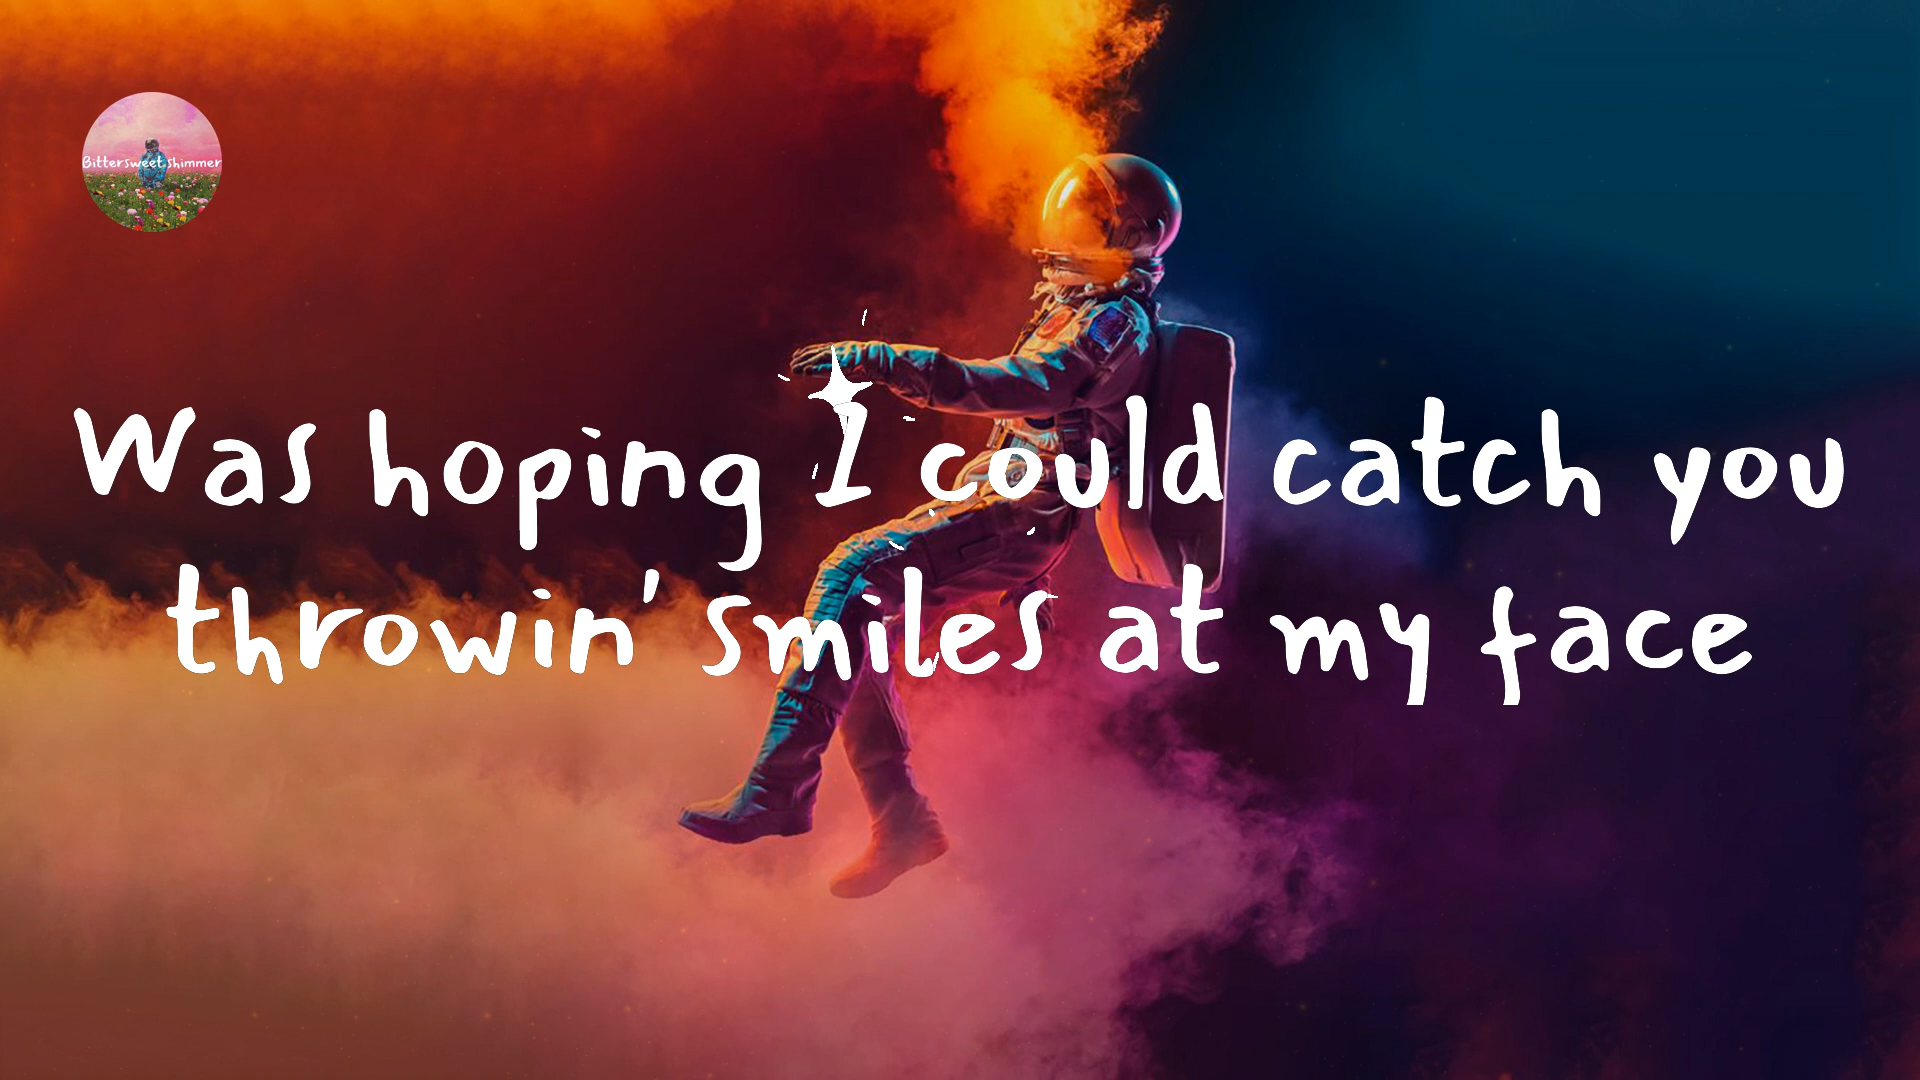 Bittersweet shimmer
Was hoping I could catch you
throwin' smiles at my face